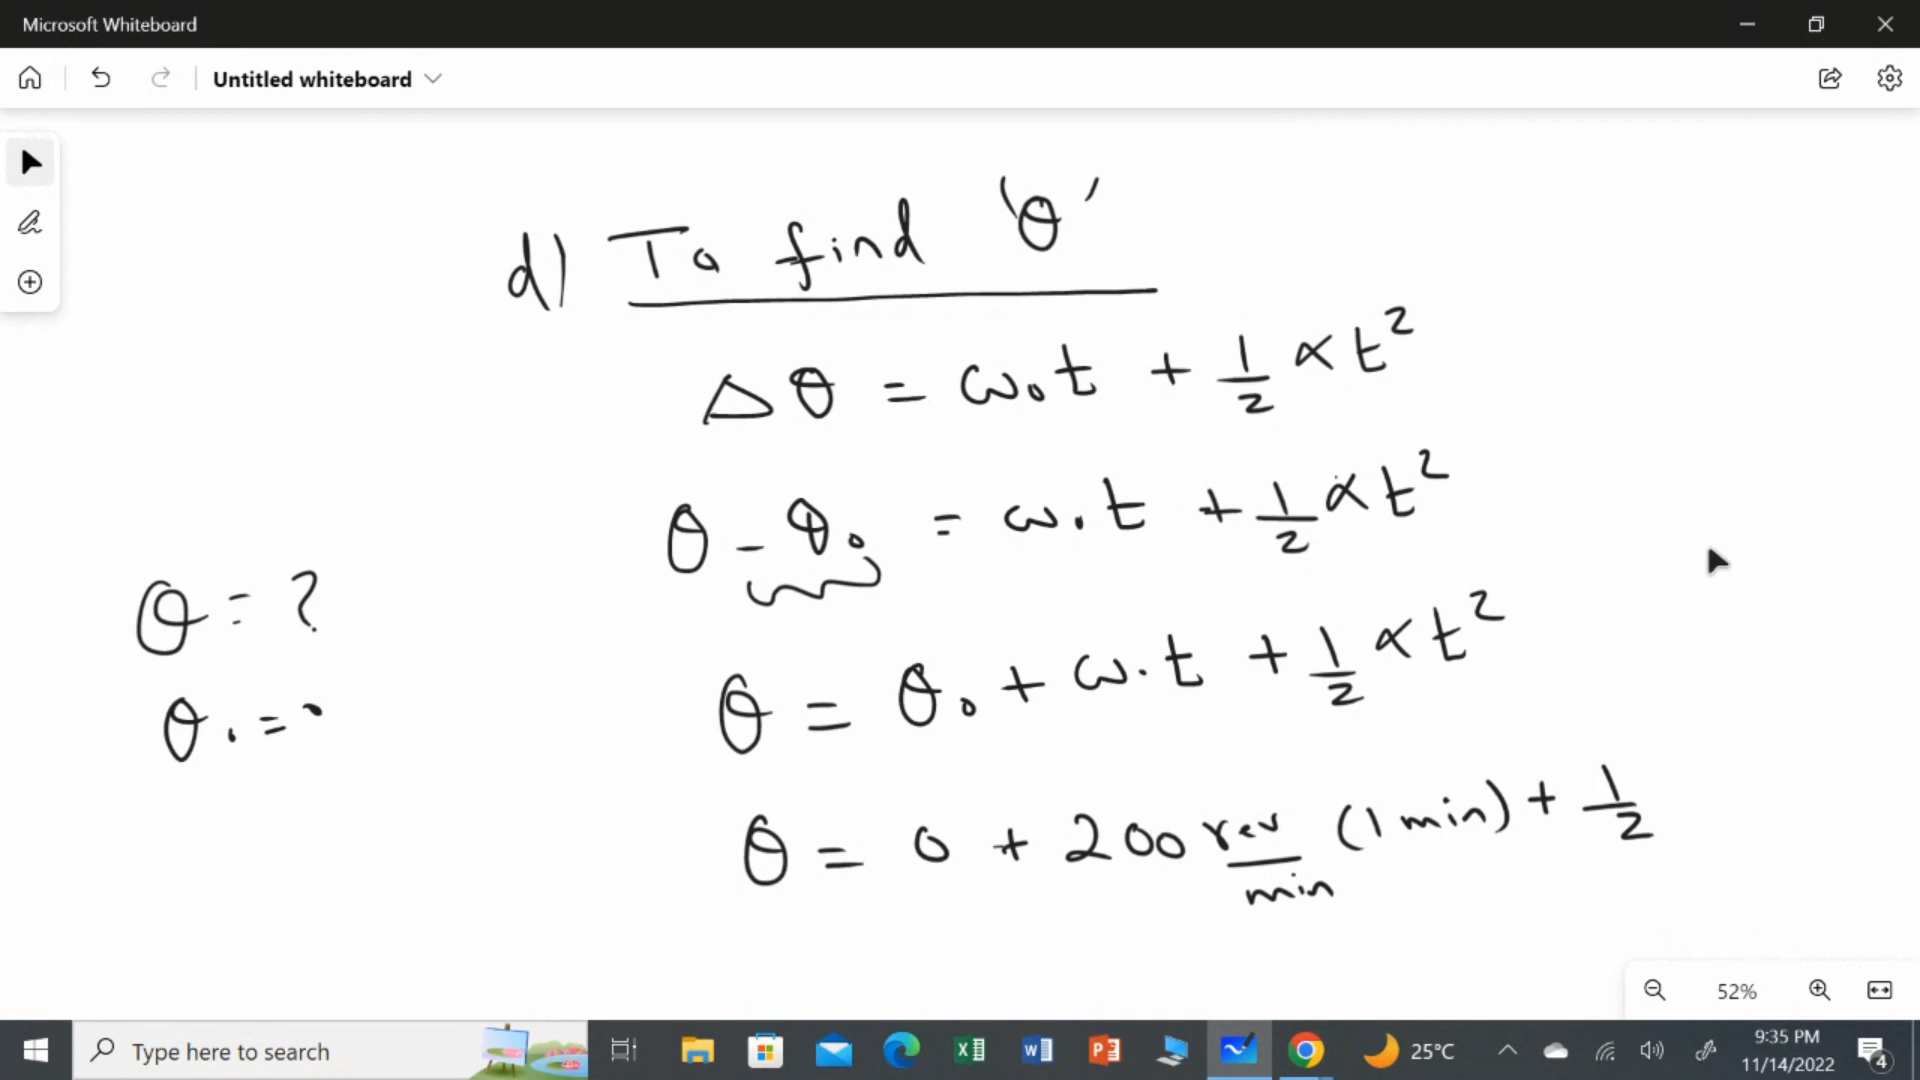 Microsoft Whiteboard
Untitled whiteboard
d) To find 'θ'
Δθ = ω₀t + 1/2 αt²
θ - θ₀ = ω₀t + 1/2 αt²
θ = ?
θ = θ₀ + ω₀t + 1/2 αt²
θ₀ = 0
θ = 0 + 200 rev/min (1 min) + 1/2
52%
Type here to search
25°C
9:35 PM
11/14/2022
4